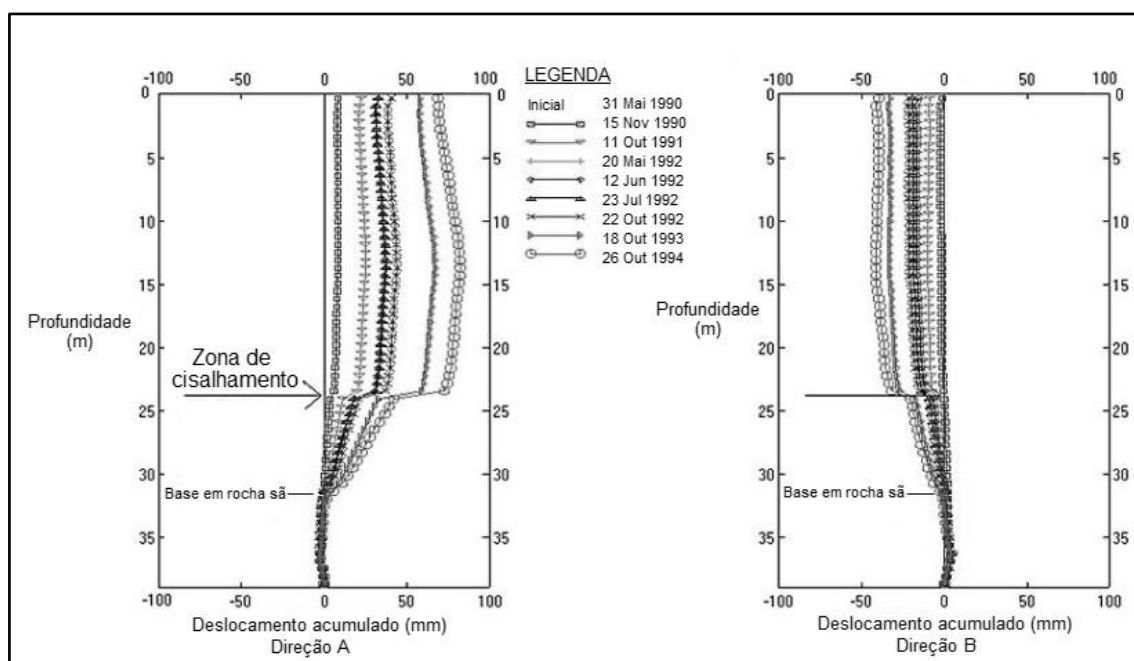 -100 -50 0 50 100
0 5 10 15 20 25 30 35
Profundidade
(m)
Zona de
cisalhamento
Base em rocha sã
0 5 10 15 20 25 30 35
-100 -50 0 50 100
Deslocamento acumulado (mm)
Direção A
LEGENDA
Inicial 31 Mai 1990
15 Nov 1990
11 Out 1991
20 Mai 1992
12 Jun 1992
23 Jul 1992
22 Out 1992
18 Out 1993
26 Out 1994
-100 -50 0 50 100
0 5 10 15 20 25 30 35
Profundidade
(m)
Base em rocha sã
0 5 10 15 20 25 30 35
-100 -50 0 50 100
Deslocamento acumulado (mm)
Direção B